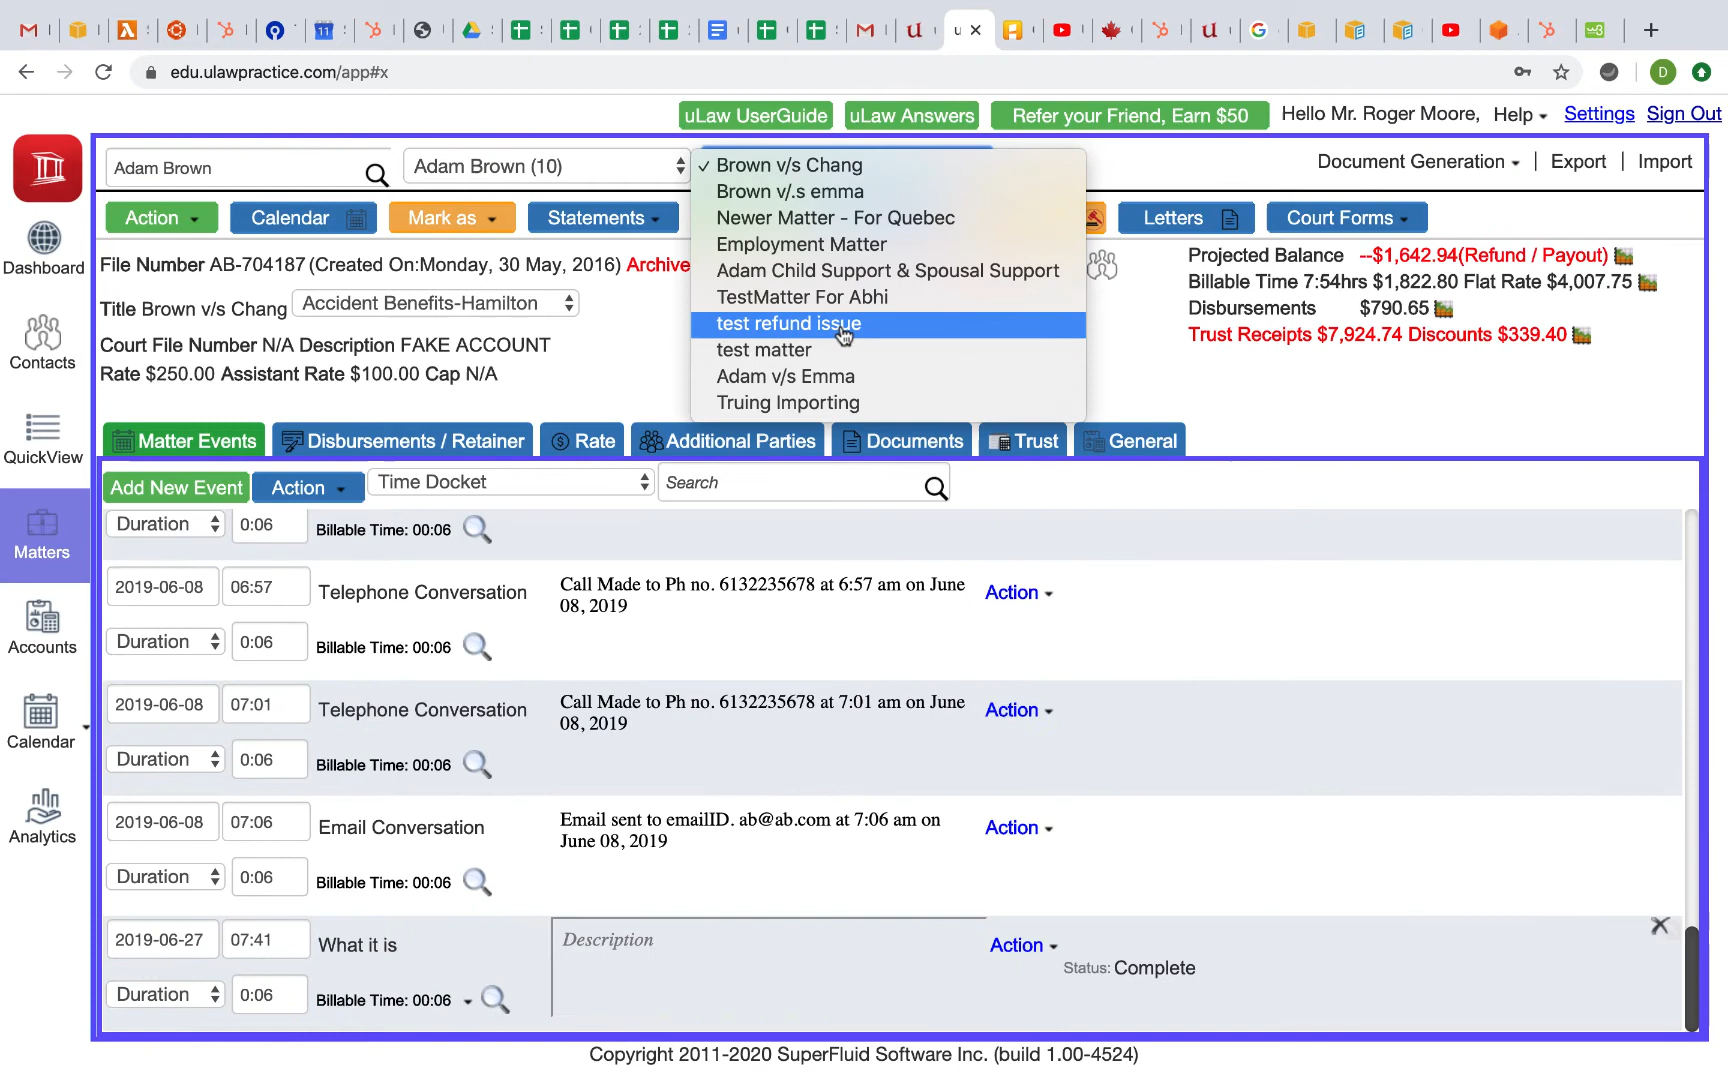 edu.ulawpractice.com/app#x
D
uLaw UserGuide
uLaw Answers
Refer your Friend, Earn $50
Hello Mr. Roger Moore,
Help
Settings
Sign Out
Adam Brown
Adam Brown (10)
✓ Brown v/s Chang
Brown v/.s emma
Newer Matter - For Quebec
Employment Matter
Adam Child Support & Spousal Support
TestMatter For Abhi
test refund issue
test matter
Adam v/s Emma
Truing Importing
Document Generation
Export
Import
Action
Calendar
Mark as
Statements
Letters
Court Forms
Dashboard
Contacts
QuickView
Matters
Accounts
Calendar
Analytics
File Number AB-704187 (Created On:Monday, 30 May, 2016) Archive
Title Brown v/s Chang Accident Benefits-Hamilton
Court File Number N/A Description FAKE ACCOUNT
Rate $250.00 Assistant Rate $100.00 Cap N/A
Projected Balance --$1,642.94(Refund / Payout)
Billable Time 7:54hrs $1,822.80 Flat Rate $4,007.75
Disbursements $790.65
Trust Receipts $7,924.74 Discounts $339.40
Matter Events
Disbursements / Retainer
Rate
Additional Parties
Documents
Trust
General
Add New Event
Action
Time Docket
Search
Duration 0:06 Billable Time: 00:06
2019-06-08 06:57 Telephone Conversation
Call Made to Ph no. 6132235678 at 6:57 am on June
08, 2019
Action
Duration 0:06 Billable Time: 00:06
2019-06-08 07:01 Telephone Conversation
Call Made to Ph no. 6132235678 at 7:01 am on June
08, 2019
Action
Duration 0:06 Billable Time: 00:06
2019-06-08 07:06 Email Conversation
Email sent to emailID. ab@ab.com at 7:06 am on
June 08, 2019
Action
Duration 0:06 Billable Time: 00:06
2019-06-27 07:41 What it is
Description
Action
Status: Complete
Duration 0:06 Billable Time: 00:06
Copyright 2011-2020 SuperFluid Software Inc. (build 1.00-4524)